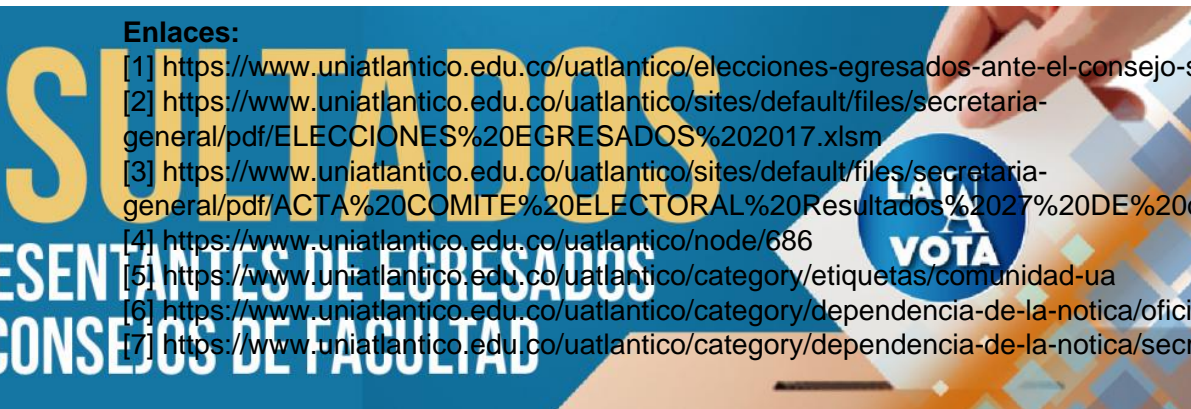 Enlaces:
[1] https://www.uniatlantico.edu.co/uatlantico/elecciones-egresados-ante-el-consejo-s
[2] https://www.uniatlantico.edu.co/uatlantico/sites/default/files/secretaria-
general/pdf/ELECCIONES%20EGRESADOS%202017.xlsm
[3] https://www.uniatlantico.edu.co/uatlantico/sites/default/files/secretaria-
general/pdf/ACTA%20COMITE%20ELECTORAL%20Resultados%2027%20DE%20
[4] https://www.uniatlantico.edu.co/uatlantico/node/686
[5] https://www.uniatlantico.edu.co/uatlantico/category/etiquetas/comunidad-ua
[6] https://www.uniatlantico.edu.co/uatlantico/category/dependencia-de-la-notica/ofici
[7] https://www.uniatlantico.edu.co/uatlantico/category/dependencia-de-la-notica/secr
SULTADOS
ESENTANTES DE EGRESADOS
CONSEJOS DE FACULTAD
LA UA
VOTA